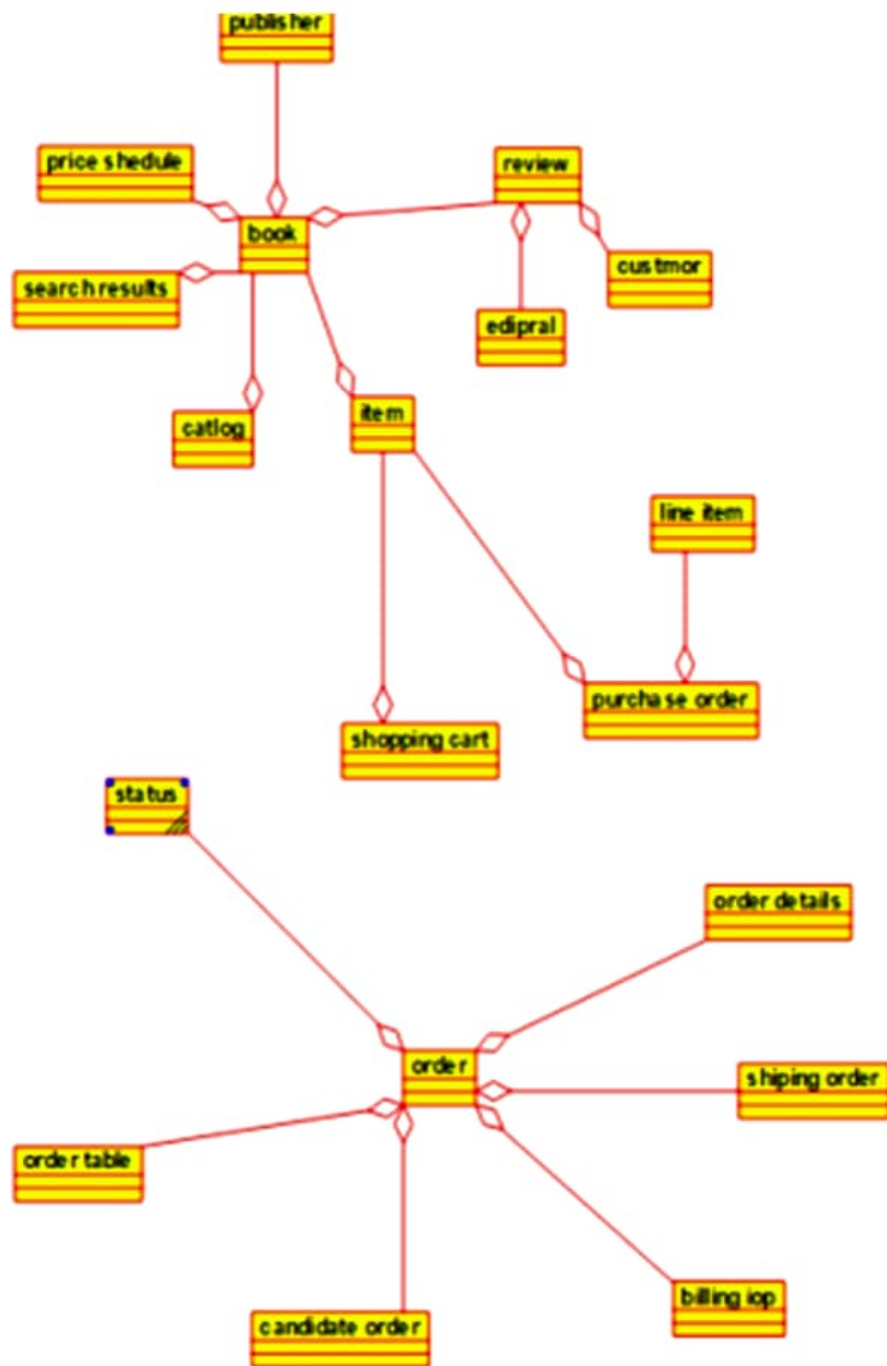 publisher
price shedule
review
book
custmor
search results
edipral
item
catlog
line item
purchase order
shopping cart
status
order details
order
shiping order
order table
billing iop
candidate order